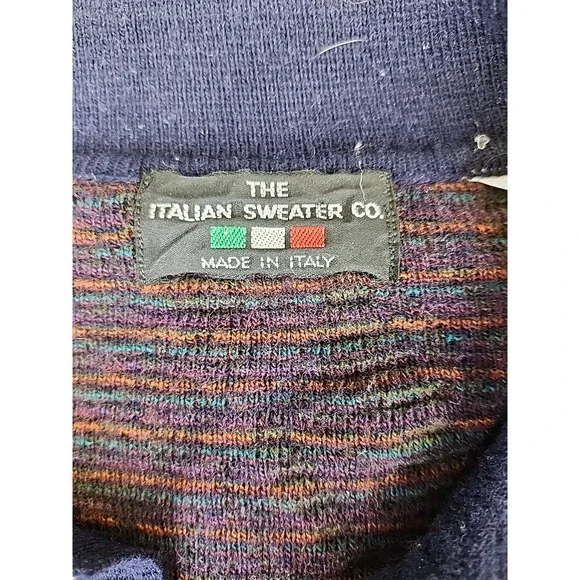 THE
ITALIAN SWEATER CO.
MADE IN ITALY